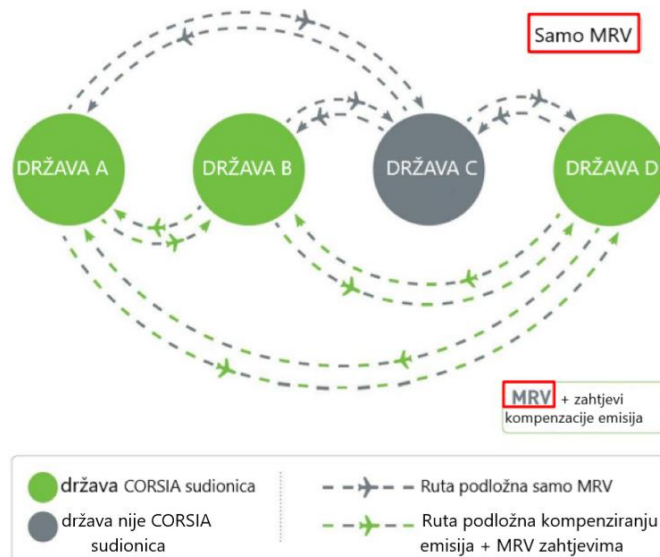 Samo MRV
DRŽAVA A
DRŽAVA B
DRŽAVA C
DRŽAVA D
MRV + zahtjevi
kompenzacije emisija
država CORSIA sudionica
država nije CORSIA
sudionica
Ruta podložna samo MRV
Ruta podložna kompenziranju
emisija + MRV zahtjevima